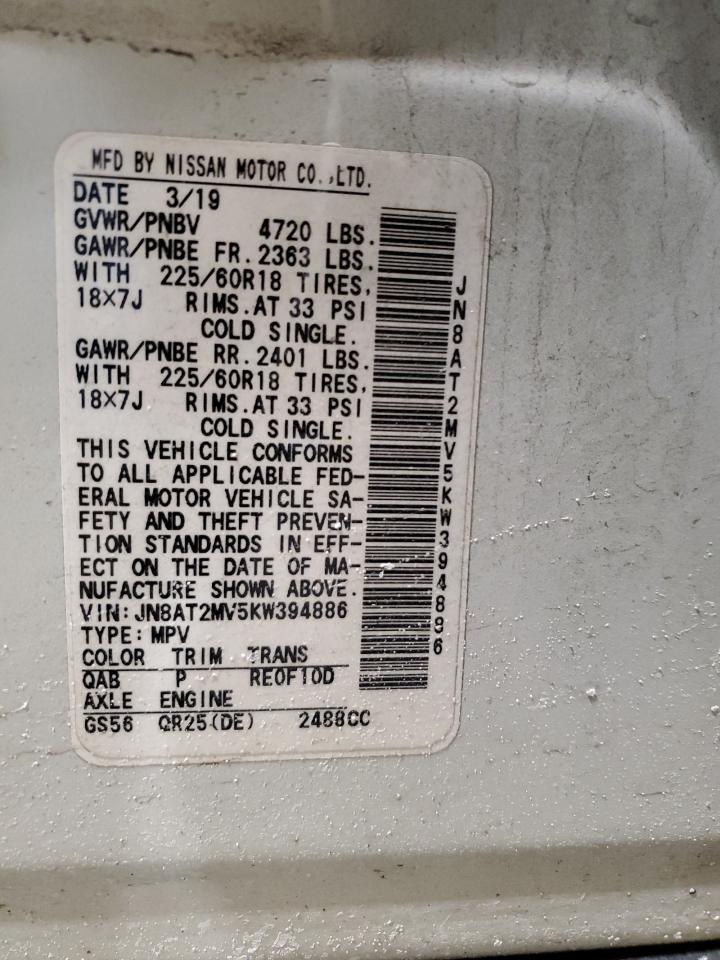 MFD BY NISSAN MOTOR CO.,LTD.
DATE 3/19
GVWR/PNBV 4720 LBS.
GAWR/PNBE FR.2363 LBS.
WITH 225/60R18 TIRES,
18X7J RIMS.AT 33 PSI
COLD SINGLE.
GAWR/PNBE RR.2401 LBS.
WITH 225/60R18 TIRES,
18X7J RIMS.AT 33 PSI
COLD SINGLE.
THIS VEHICLE CONFORMS
TO ALL APPLICABLE FED-
ERAL MOTOR VEHICLE SA-
FETY AND THEFT PREVEN-
TION STANDARDS IN EFF-
ECT ON THE DATE OF MA-
NUFACTURE SHOWN ABOVE.
VIN:JN8AT2MV5KW394886
TYPE:MPV
COLOR TRIM TRANS
QAB P RE0F10D
AXLE ENGINE
GS56 QR25(DE) 2488CC
JN8AT2MV5KW394886